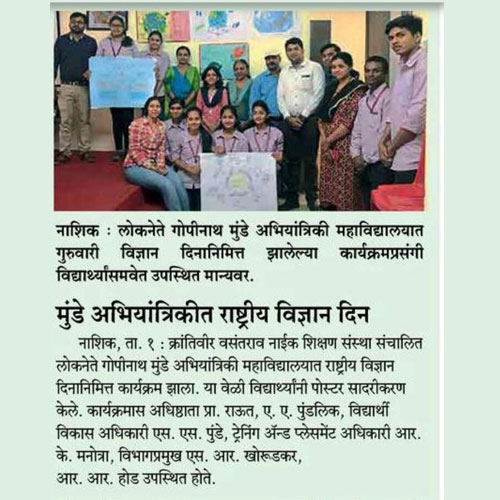 नाशिक : लोकनेते गोपीनाथ मुंडे अभियांत्रिकी महाविद्यालयात
गुरुवारी विज्ञान दिनानिमित्त झालेल्या कार्यक्रमप्रसंगी
विद्यार्थ्यांसमवेत उपस्थित मान्यवर.
मुंडे अभियांत्रिकीत राष्ट्रीय विज्ञान दिन
नाशिक, ता. १ : क्रांतिवीर वसंतराव नाईक शिक्षण संस्था संचालित
लोकनेते गोपीनाथ मुंडे अभियांत्रिकी महाविद्यालयात राष्ट्रीय विज्ञान
दिनानिमित्त कार्यक्रम झाला. या वेळी विद्यार्थ्यांनी पोस्टर सादरीकरण
केले. कार्यक्रमास अधिष्ठाता प्रा. राऊत, ए. ए. पुंडलिक, विद्यार्थी
विकास अधिकारी एस. एस. पुंडे, ट्रेनिंग ॲन्ड प्लेसमेंट अधिकारी आर.
के. मनोत्रा, विभागप्रमुख एस. आर. खोरूडकर,
आर. आर. होड उपस्थित होते.